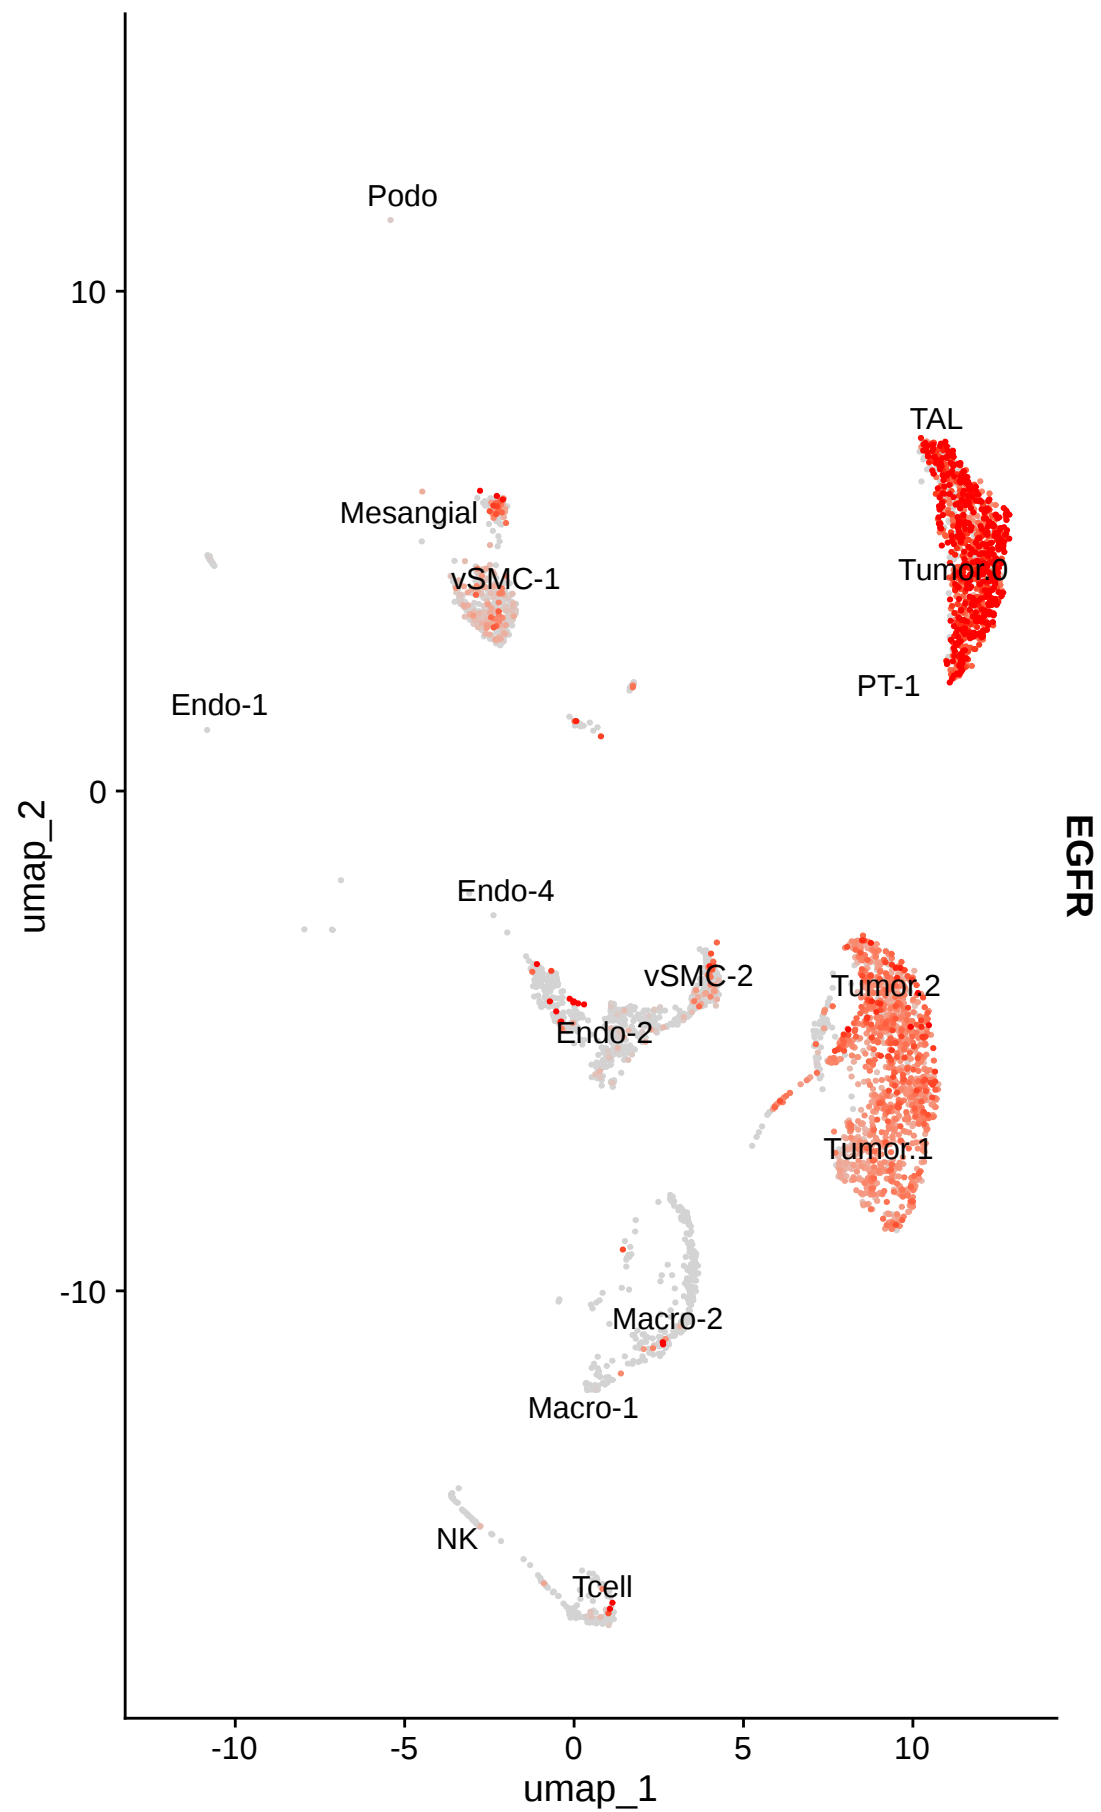 Podo
10
TAL
Mesangial
Tumor.0
vSMC-1
PT-1
Endo-1
0
umap_2
EGFR
Endo-4
vSMC-2
Tumor.2
Endo-2
Tumor.1
-10
Macro-2
Macro-1
NK
Tcell
-10
-5
0
5
10
umap_1